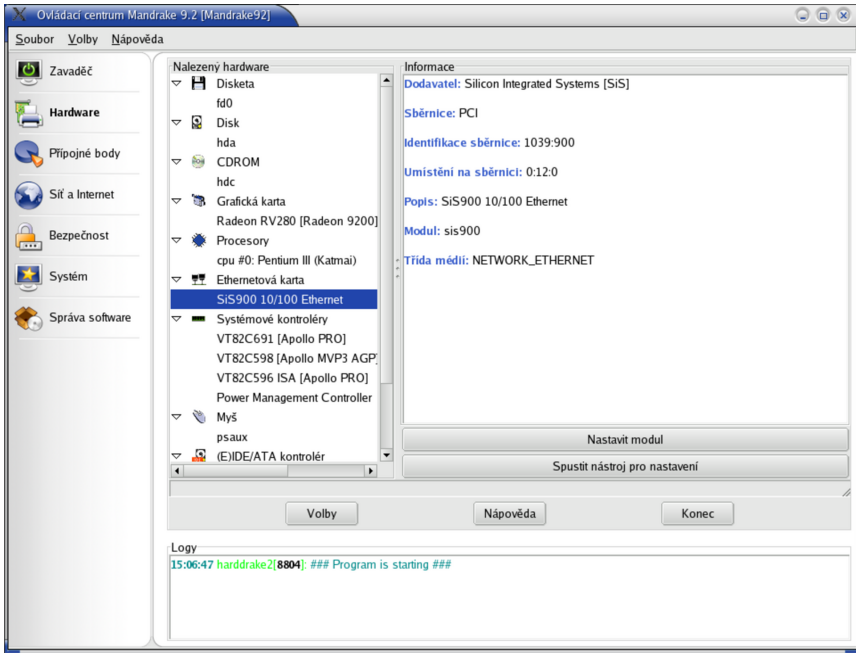 Ovládací centrum Mandrake 9.2 [Mandrake92]
Soubor Volby Nápověda
Zavaděč
Hardware
Přípojné body
Síť a Internet
Bezpečnost
Systém
Správa software
Nalezený hardware
Disketa
fd0
Disk
hda
CDROM
hdc
Grafická karta
Radeon RV280 [Radeon 9200]
Procesory
cpu #0: Pentium III (Katmai)
Ethernetová karta
SiS900 10/100 Ethernet
Systémové kontroléry
VT82C691 [Apollo PRO]
VT82C598 [Apollo MVP3 AGP]
VT82C596 ISA [Apollo PRO]
Power Management Controller
Myš
psaux
(E)IDE/ATA kontrolér
Informace
Dodavatel: Silicon Integrated Systems [SiS]
Sběrnice: PCI
Identifikace sběrnice: 1039:900
Umístění na sběrnici: 0:12:0
Popis: SiS900 10/100 Ethernet
Modul: sis900
Třída médií: NETWORK_ETHERNET
Nastavit modul
Spustit nástroj pro nastavení
Volby Nápověda Konec
Logy
15:06:47 harddrake2[8804]: ### Program is starting ###